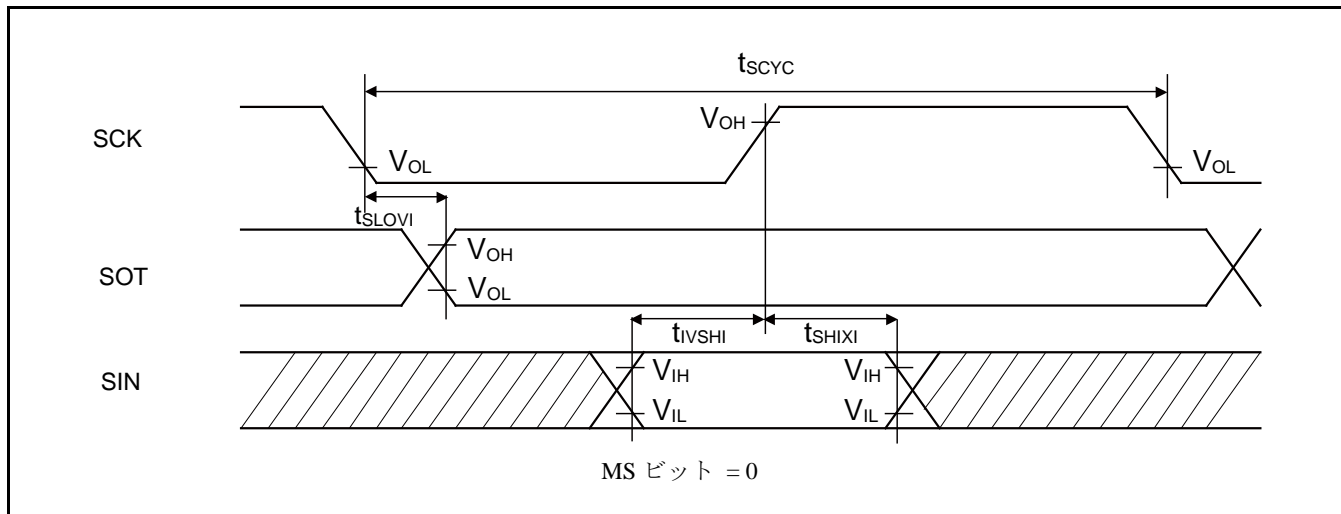 tSCYC
SCK
VOH
VOL
VOL
tSLOVI
SOT
VOH
VOL
tIVSHI
tSHIXI
SIN
VIH
VIH
VIL
VIL
MS ビット = 0